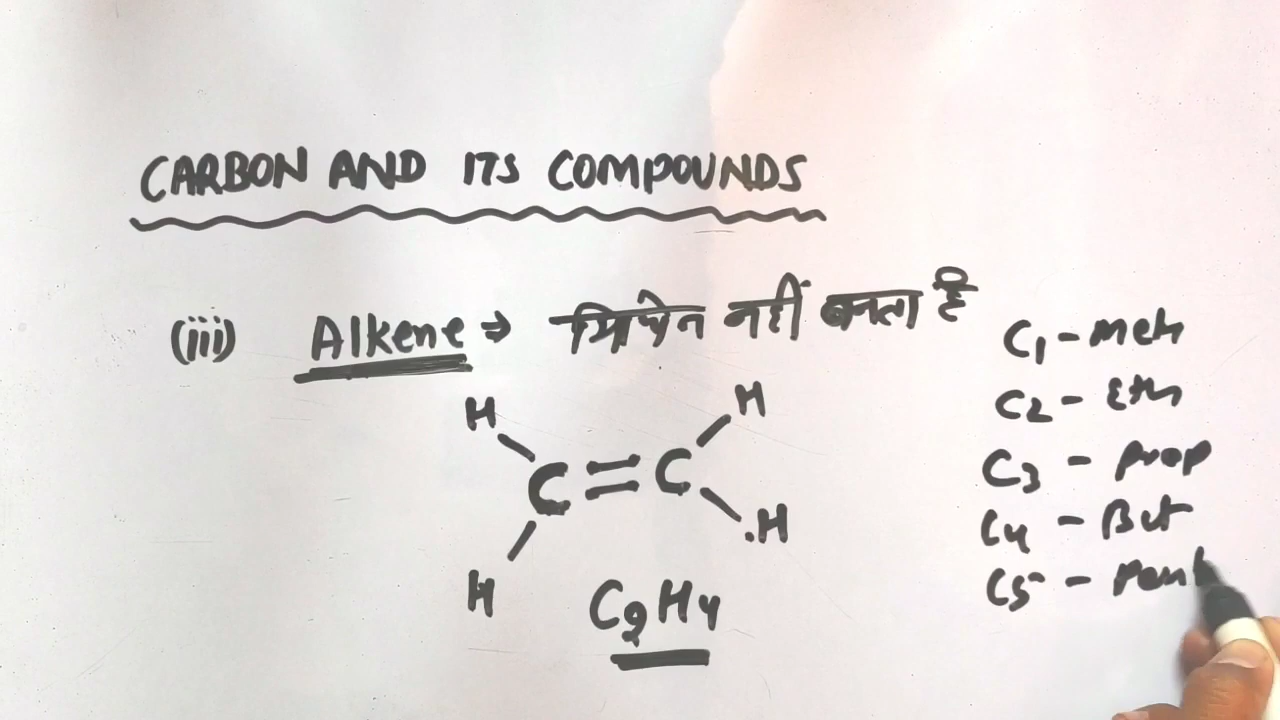 CARBON AND ITS COMPOUNDS
(iii) Alkene ⇒ मिथेन नहीं बनता है
H H
C = C
H .H
C2H4
C1 - Meth
C2 - Eth
C3 - Prop
C4 - But
C5 - Pent